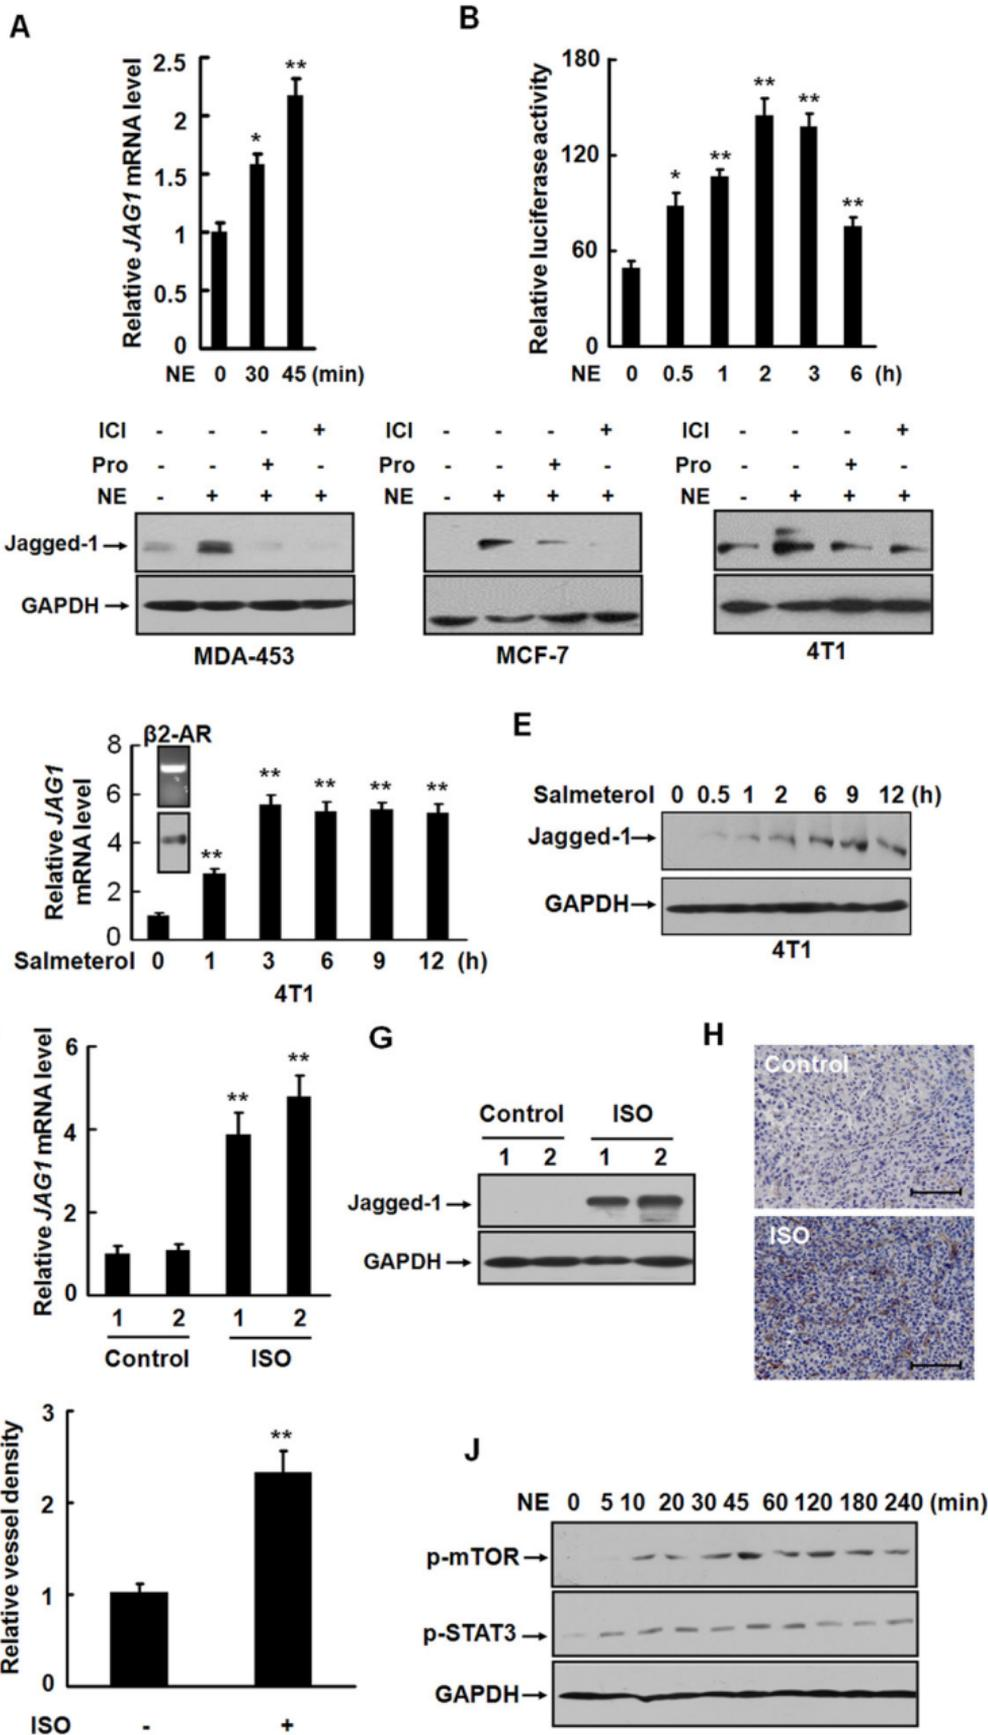 A
Relative JAG1 mRNA level
2.5
2
1.5
1
0.5
0
*
**
NE 0 30 45 (min)
B
Relative luciferase activity
180
120
60
0
*
**
**
**
**
NE 0 0.5 1 2 3 6 (h)
ICI - - - +
Pro - - + -
NE - + + +
Jagged-1
GAPDH
MDA-453
ICI - - - +
Pro - - + -
NE - + + +
MCF-7
ICI - - - +
Pro - - + -
NE - + + +
4T1
Relative JAG1
mRNA level
8
6
4
2
0
β2-AR
**
**
**
**
**
Salmeterol 0 1 3 6 9 12 (h)
4T1
E
Salmeterol 0 0.5 1 2 6 9 12 (h)
Jagged-1
GAPDH
4T1
Relative JAG1 mRNA level
6
4
2
0
**
**
1 2 1 2
Control ISO
G
Control ISO
1 2 1 2
Jagged-1
GAPDH
H
Control
ISO
Relative vessel density
3
2
1
0
**
ISO - +
J
NE 0 5 10 20 30 45 60 120 180 240 (min)
p-mTOR
p-STAT3
GAPDH